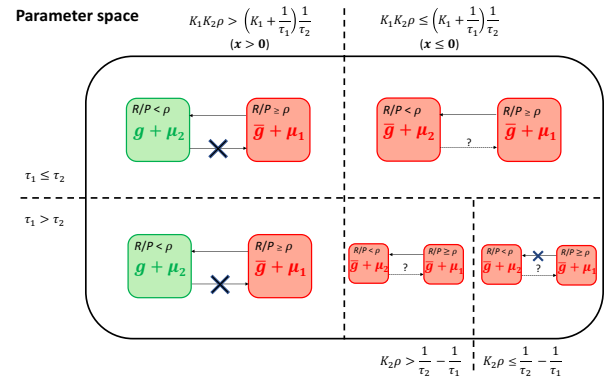 Parameter space
K₁K₂ρ > (K₁ + 1/τ₁) 1/τ₂
(x > 0)
K₁K₂ρ ≤ (K₁ + 1/τ₁) 1/τ₂
(x ≤ 0)
R/P < ρ
g + μ₂
R/P ≥ ρ
g̅ + μ₁
R/P < ρ
g̅ + μ₂
?
R/P ≥ ρ
g̅ + μ₁
τ₁ ≤ τ₂
τ₁ > τ₂
R/P < ρ
g + μ₂
R/P ≥ ρ
g̅ + μ₁
R/P < ρ
g̅ + μ₂
?
R/P ≥ ρ
g̅ + μ₁
R/P < ρ
g̅ + μ₂
?
R/P ≥ ρ
g̅ + μ₁
K₂ρ > 1/τ₂ − 1/τ₁
K₂ρ ≤ 1/τ₂ − 1/τ₁